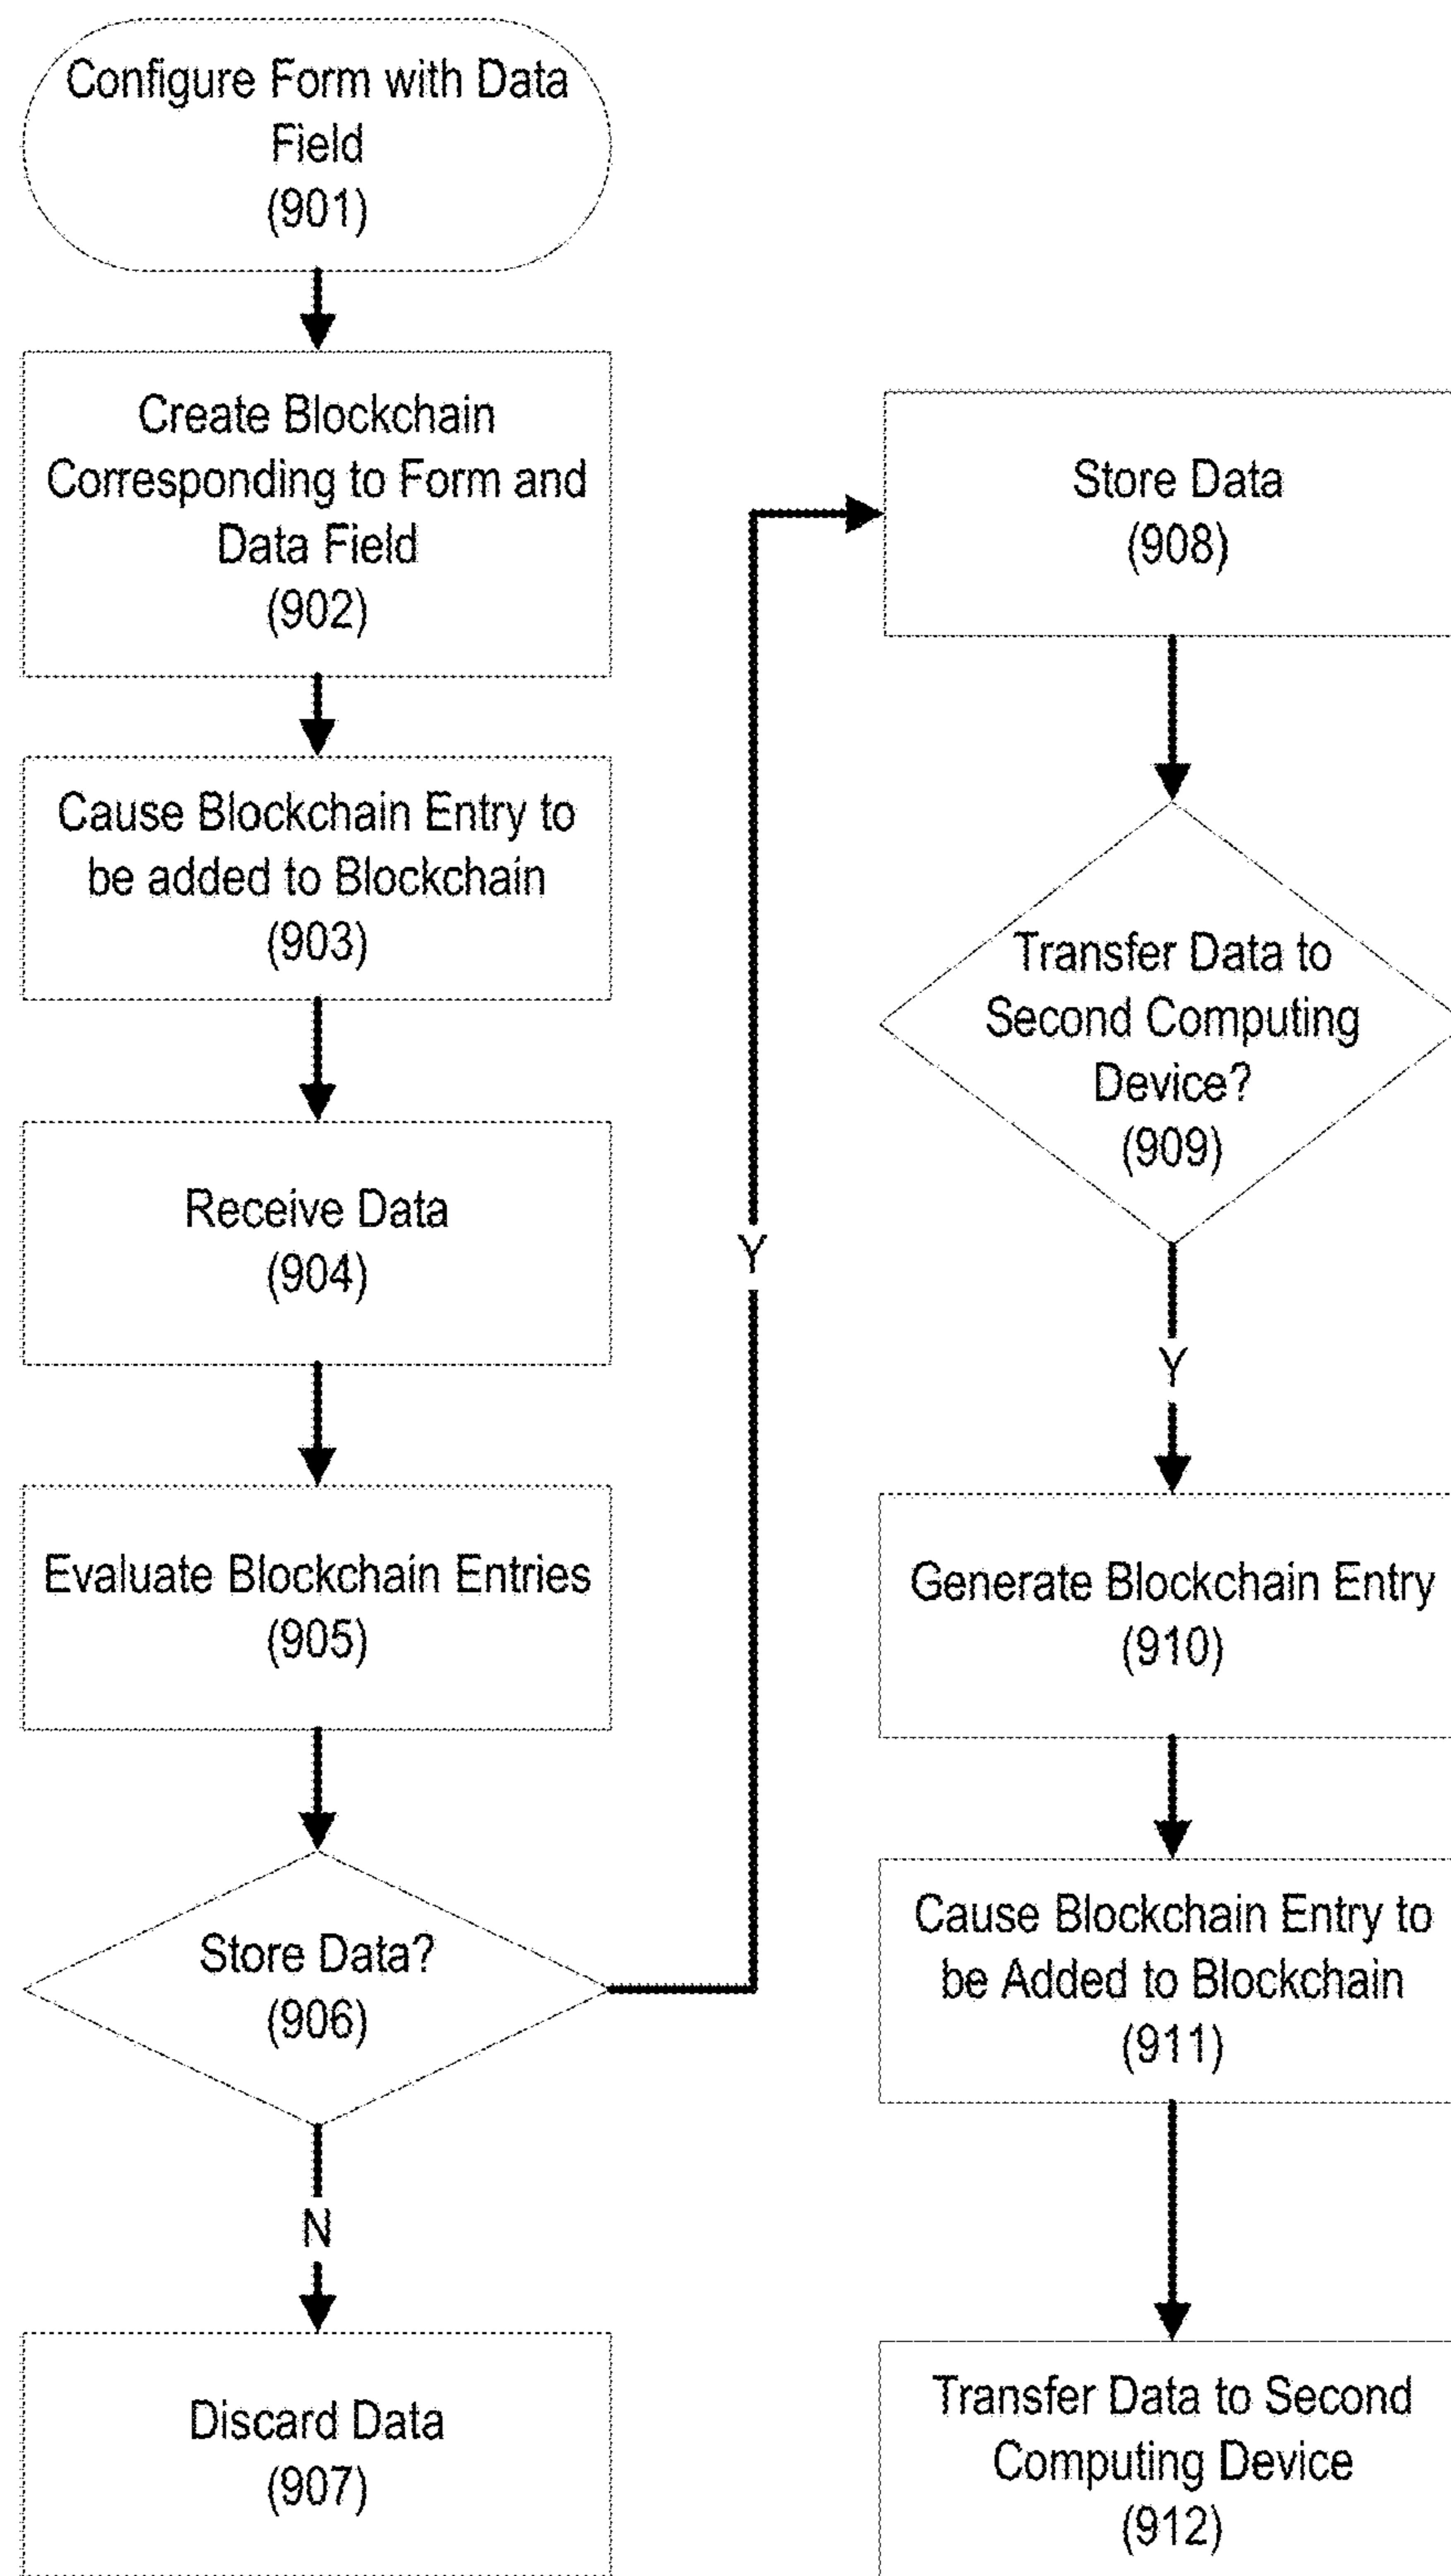 Configure Form with Data
Field
(901)
Create Blockchain
Corresponding to Form and
Data Field
(902)
Cause Blockchain Entry to
be added to Blockchain
(903)
Receive Data
(904)
Evaluate Blockchain Entries
(905)
Store Data?
(906)
N
Discard Data
(907)
Y
Store Data
(908)
Transfer Data to
Second Computing
Device?
(909)
Y
Generate Blockchain Entry
(910)
Cause Blockchain Entry to
be Added to Blockchain
(911)
Transfer Data to Second
Computing Device
(912)